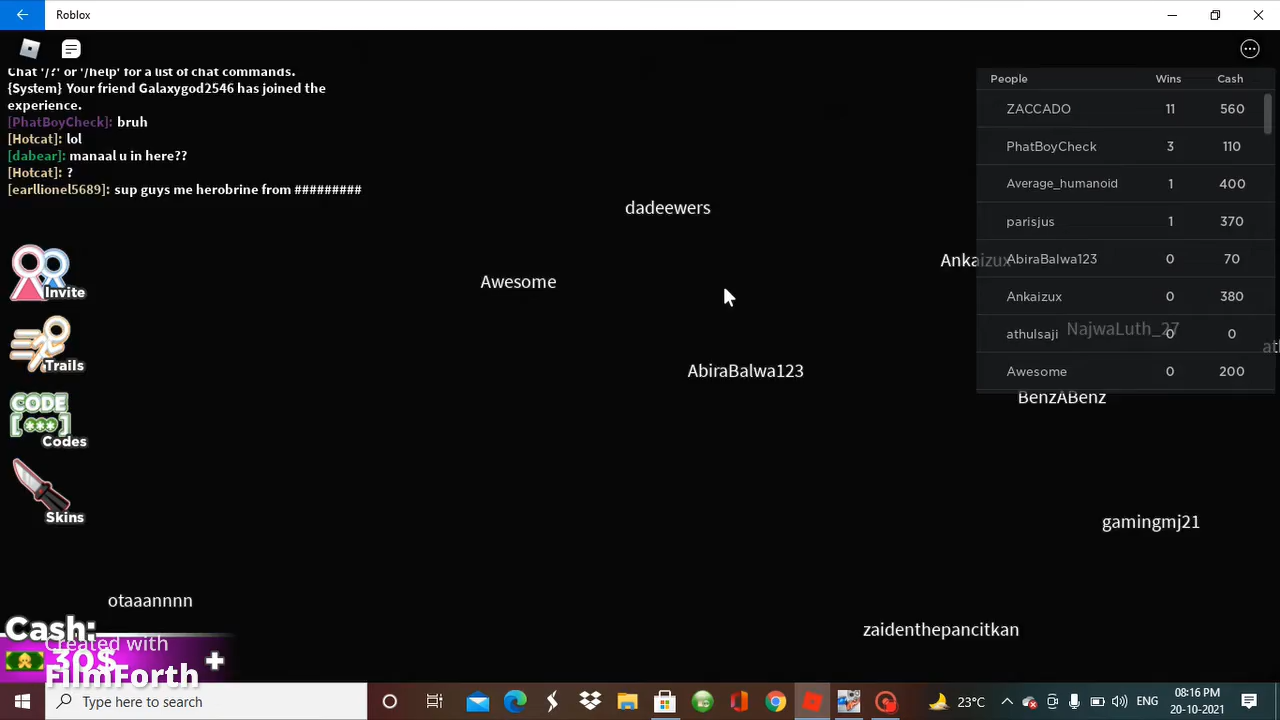 Roblox
Chat '/?' or '/help' for a list of chat commands.
{System} Your friend Galaxygod2546 has joined the
experience.
[PhatBoyCheck]: bruh
[Hotcat]: lol
[dabear]: manaal u in here??
[Hotcat]: ?
[earllionel5689]: sup guys me herobrine from #########
People Wins Cash
ZACCADO 11 560
PhatBoyCheck 3 110
Average_humanoid 1 400
parisjus 1 370
AbiraBalwa123 0 70
Ankaizux 0 380
athulsaji 0 0
Awesome 0 200
dadeewers
Ankaizux
Awesome
NajwaLuth_27
AbiraBalwa123
BenzABenz
gamingmj21
otaaannnn
zaidenthepancitkan
Invite
Trails
CODE
[***]
Codes
Skins
Cash:
30$
+
Created with
FilmForth
Type here to search
23°C
ENG
08:16 PM
20-10-2021